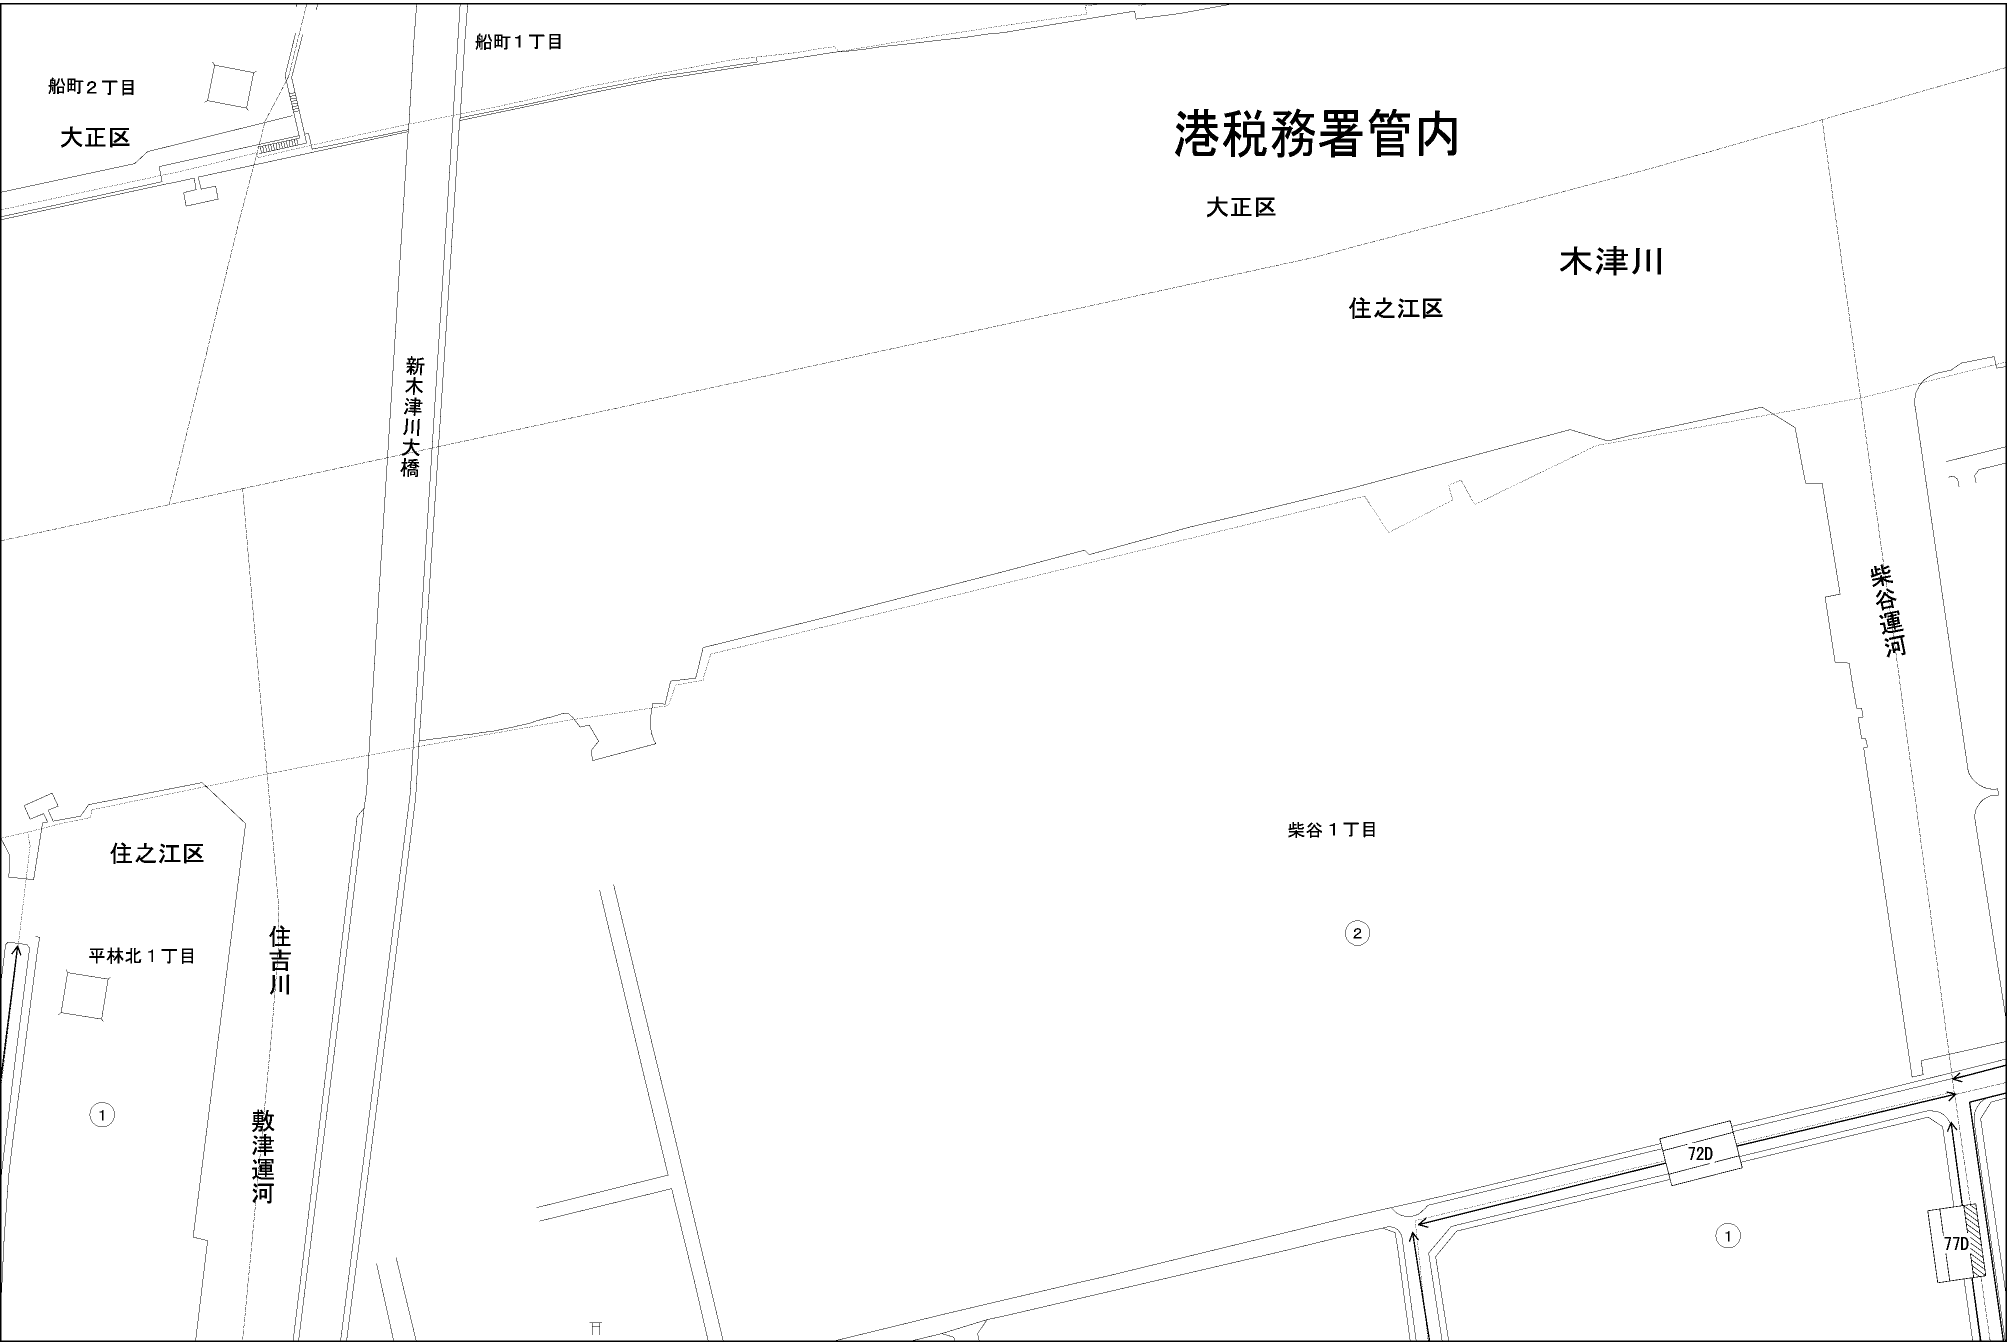 船町１丁目
船町２丁目
大正区
港税務署管内
大正区
木津川
住之江区
新木津川大橋
柴谷運河
柴谷１丁目
住之江区
平林北１丁目
住吉川
②
①
敷津運河
72D
①
77D